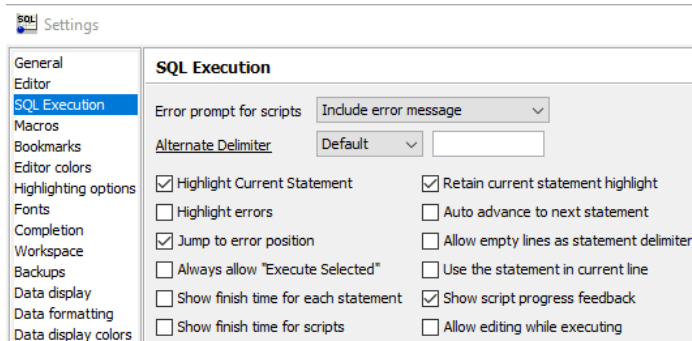 SQL
Settings
General
Editor
SQL Execution
Macros
Bookmarks
Editor colors
Highlighting options
Fonts
Completion
Workspace
Backups
Data display
Data formatting
Data display colors
SQL Execution
Error prompt for scripts Include error message
Alternate Delimiter Default
Highlight Current Statement Retain current statement highlight
Highlight errors Auto advance to next statement
Jump to error position Allow empty lines as statement delimiter
Always allow "Execute Selected" Use the statement in current line
Show finish time for each statement Show script progress feedback
Show finish time for scripts Allow editing while executing